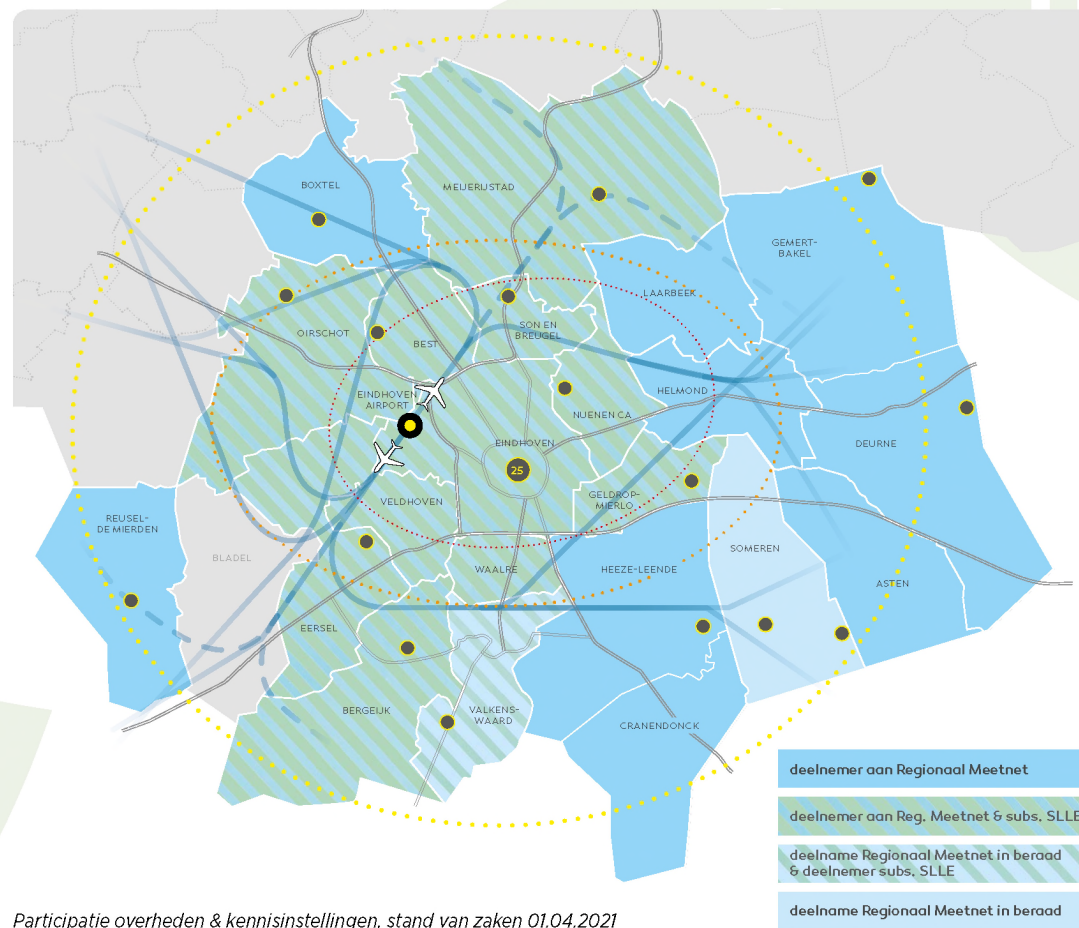 BOXTEL
MEIJERIJSTAD
GEMERT-
BAKEL
LAARBEEK
OIRSCHOT
BEST
SON EN
BREUGEL
EINDHOVEN
AIRPORT
HELMOND
NUENEN CA
EINDHOVEN
DEURNE
25
VELDHOVEN
GELDROP-
MIERLO
REUSEL-
DE MIERDEN
BLADEL
SOMEREN
WAALRE
HEEZE-LEENDE
ASTEN
EERSEL
BERGEIJK
VALKENS-
WAARD
CRANENDONCK
deelnemer aan Regionaal Meetnet
deelnemer aan Reg. Meetnet & subs. SLLE
deelname Regionaal Meetnet in beraad
& deelnemer subs. SLLE
deelname Regionaal Meetnet in beraad
Participatie overheden & kennisinstellingen, stand van zaken 01.04.2021